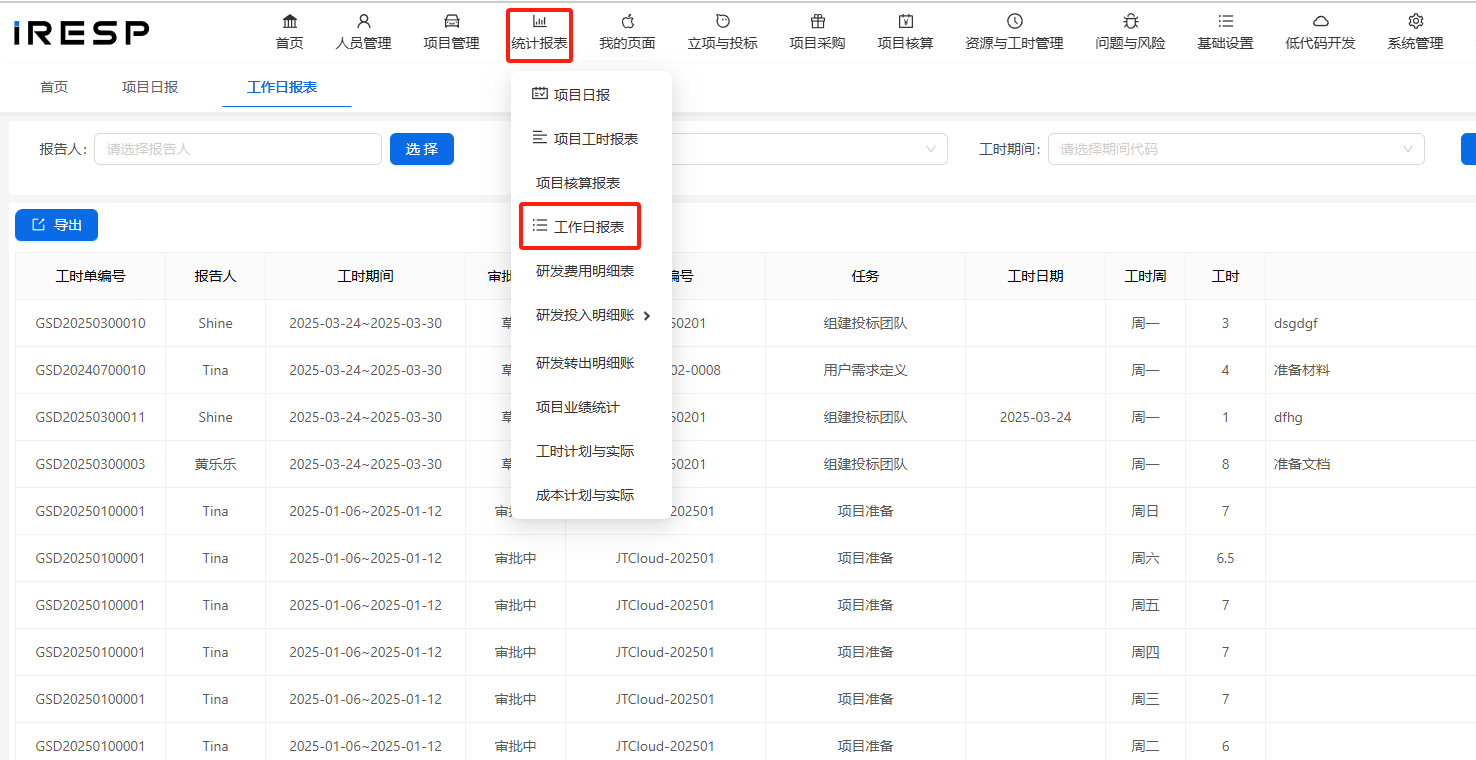 iRESP
首页 人员管理 项目管理 统计报表 我的页面 立项与投标 项目采购 项目核算 资源与工时管理 问题与风险 基础设置 低代码开发 系统管理
首页 项目日报 工作日报表
项目日报
项目工时报表
项目核算报表
工作日报表
研发费用明细表
研发投入明细账
研发转出明细账
项目业绩统计
工时计划与实际
成本计划与实际
报告人: 请选择报告人 选 择 工时期间: 请选择期间代码
导出
工时单编号 报告人 工时期间 审批 编号 任务 工时日期 工时周 工时
GSD20250300010 Shine 2025-03-24~2025-03-30 草 50201 组建投标团队 周一 3 dsgdgf
GSD20240700010 Tina 2025-03-24~2025-03-30 草 02-0008 用户需求定义 周一 4 准备材料
GSD20250300011 Shine 2025-03-24~2025-03-30 草 50201 组建投标团队 2025-03-24 周一 1 dfhg
GSD20250300003 黄乐乐 2025-03-24~2025-03-30 草 50201 组建投标团队 周一 8 准备文档
GSD20250100001 Tina 2025-01-06~2025-01-12 审 202501 项目准备 周日 7
GSD20250100001 Tina 2025-01-06~2025-01-12 审批中 JTCloud-202501 项目准备 周六 6.5
GSD20250100001 Tina 2025-01-06~2025-01-12 审批中 JTCloud-202501 项目准备 周五 7
GSD20250100001 Tina 2025-01-06~2025-01-12 审批中 JTCloud-202501 项目准备 周四 7
GSD20250100001 Tina 2025-01-06~2025-01-12 审批中 JTCloud-202501 项目准备 周三 7
GSD20250100001 Tina 2025-01-06~2025-01-12 审批中 JTCloud-202501 项目准备 周二 6